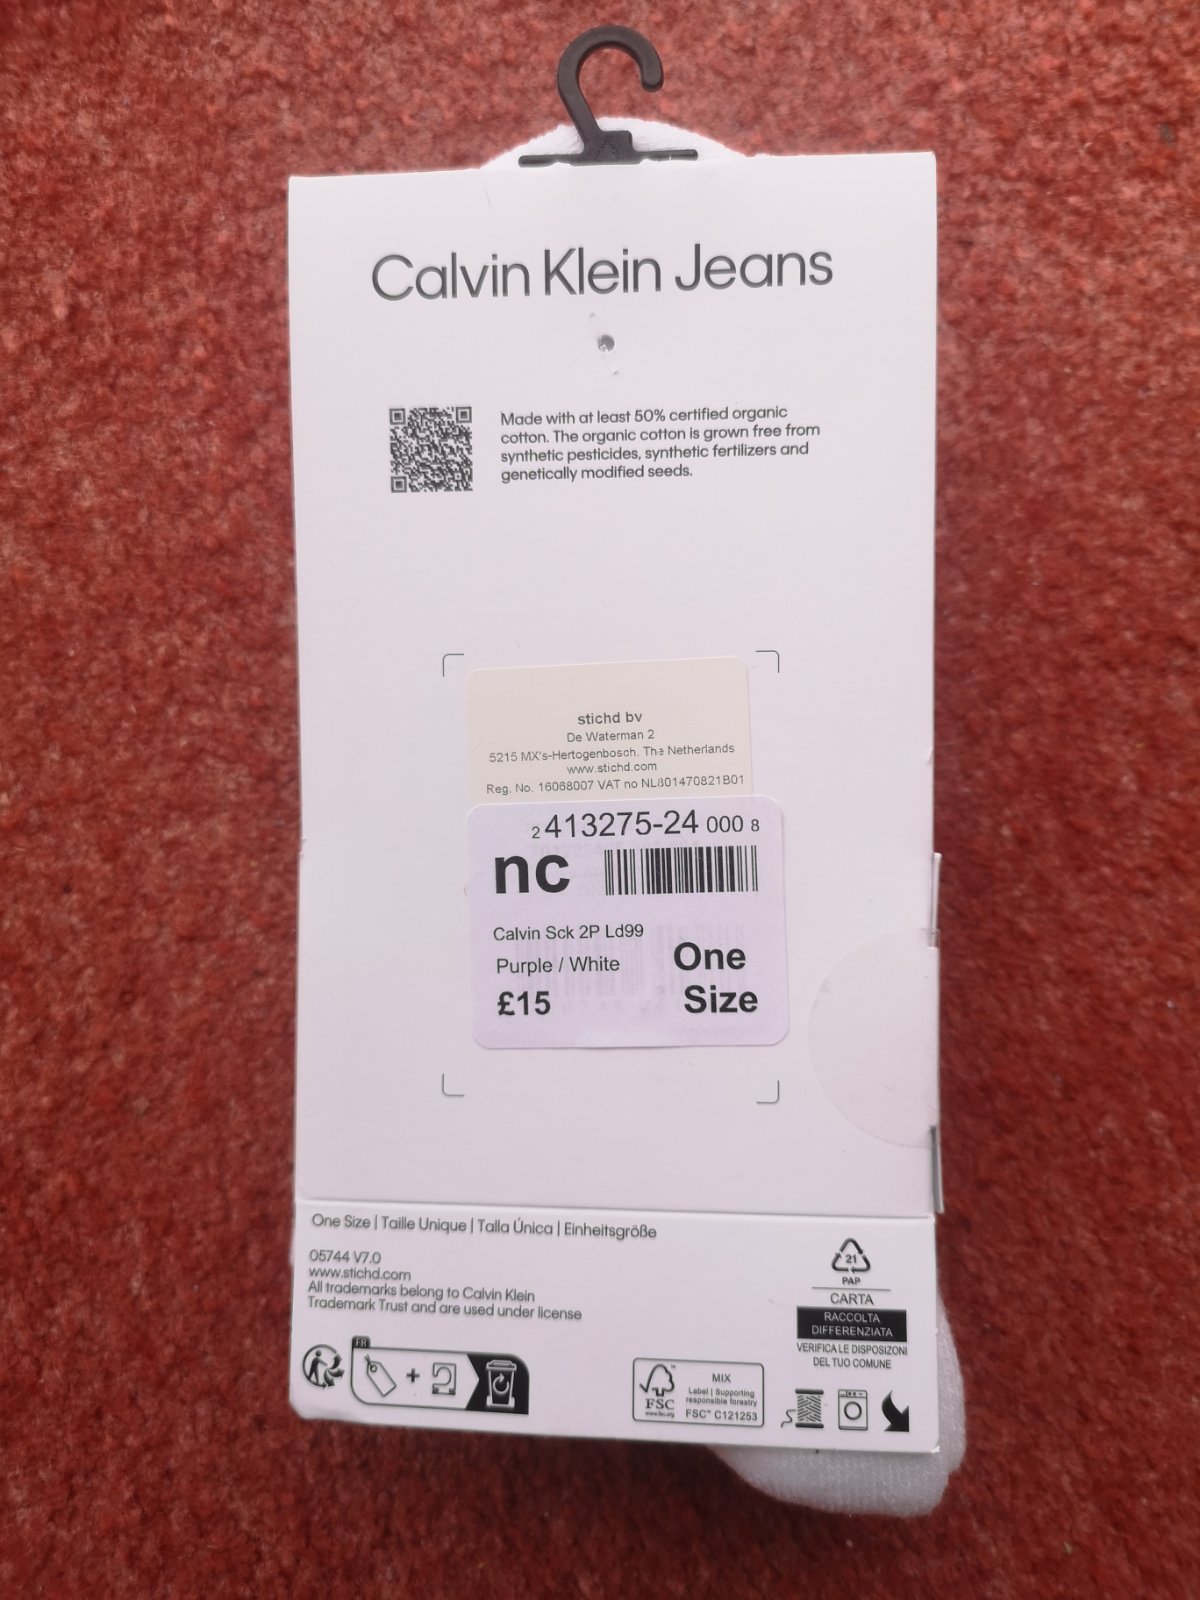 Calvin Klein Jeans
Made with at least 50% certified organic
cotton. The organic cotton is grown free from
synthetic pesticides, synthetic fertilizers and
genetically modified seeds.
stichd bv
De Waterman 2
5215 MX's-Hertogenbosch. The Netherlands
www.stichd.com
Reg. No. 16068007 VAT no NL801470821B01
2 413275-24 000 8
nc
Calvin Sck 2P Ld99
Purple / White
£15
One
Size
One Size | Taille Unique | Talla Única | Einheitsgröße
05744 V7.0
www.stichd.com
All trademarks belong to Calvin Klein
Trademark Trust and are used under license
21
PAP
CARTA
RACCOLTA
DIFFERENZIATA
VERIFICA LE DISPOSIZONI
DEL TUO COMUNE
FR
+
FSC
www.fsc.org
MIX
Label | Supporting
responsible forestry
FSC™ C121253